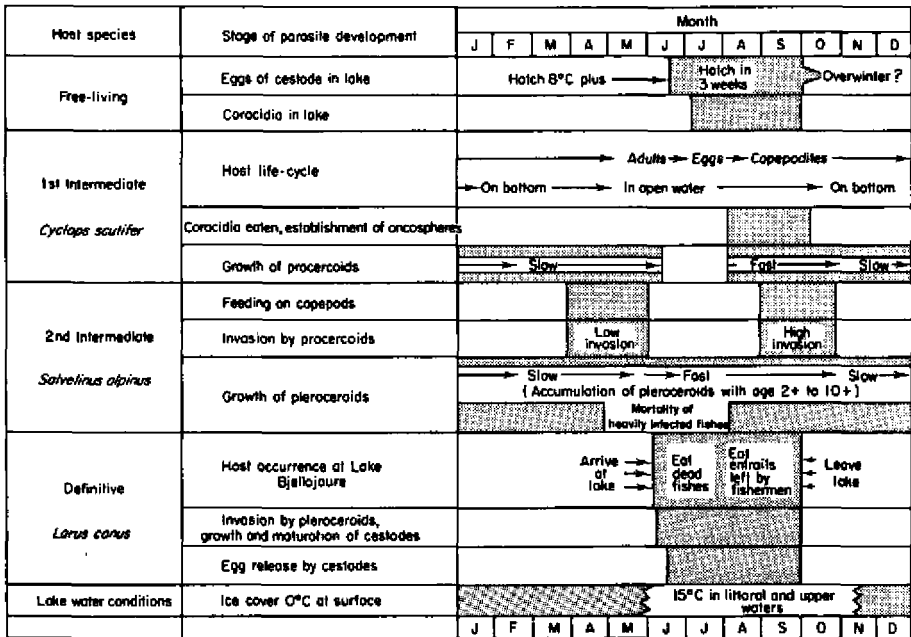 Host species
Stage of parasite development
Month
J F M A M J J A S O N D
Free-living
Eggs of cestode in lake
Hatch 8°C plus
Hatch in
3 weeks
Overwinter ?
Coracidia in lake
1st Intermediate
Cyclops scutifer
Host life-cycle
Adults Eggs Copepodites
On bottom In open water On bottom
Coracidia eaten, establishment of oncospheres
Growth of procercoids
Slow Fast Slow
2nd Intermediate
Salvelinus alpinus
Feeding on copepods
Invasion by procercoids
Low
invasion
High
invasion
Growth of plerocercoids
Slow Fast Slow
( Accumulation of plerocercoids with age 2+ to 10+)
Mortality of
heavily infected fishes
Definitive
Larus canus
Host occurrence at Lake
Bjellojaure
Arrive
at
lake
Eat
dead
fishes
Eat
entrails
left by
fishermen
Leave
lake
Invasion by plerocercoids,
growth and maturation of cestodes
Egg release by cestodes
Lake water conditions
Ice cover 0°C at surface
15°C in littoral and upper
waters
J F M A M J J A S O N D